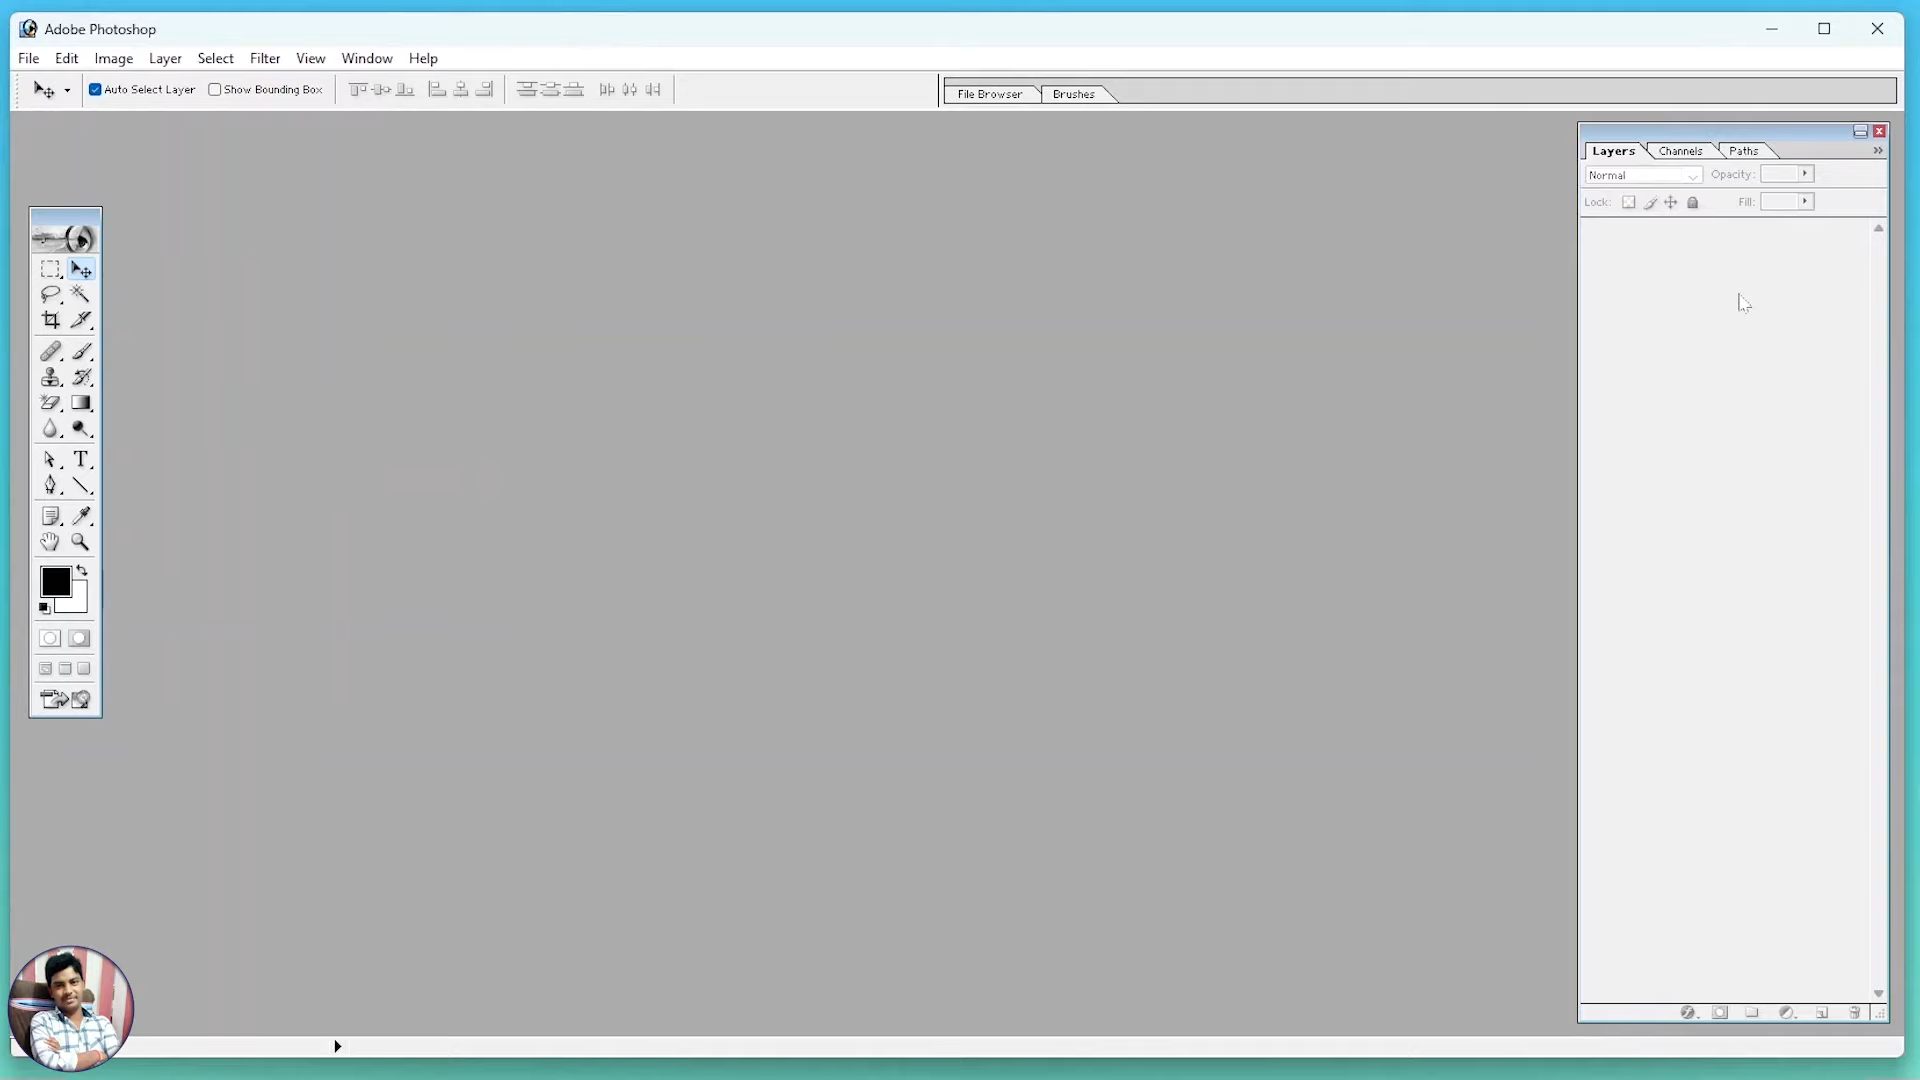 Adobe Photoshop
File Edit Image Layer Select Filter View Window Help
Auto Select Layer Show Bounding Box File Browser Brushes
Layers Channels Paths
Normal Opacity:
Lock: Fill:
T